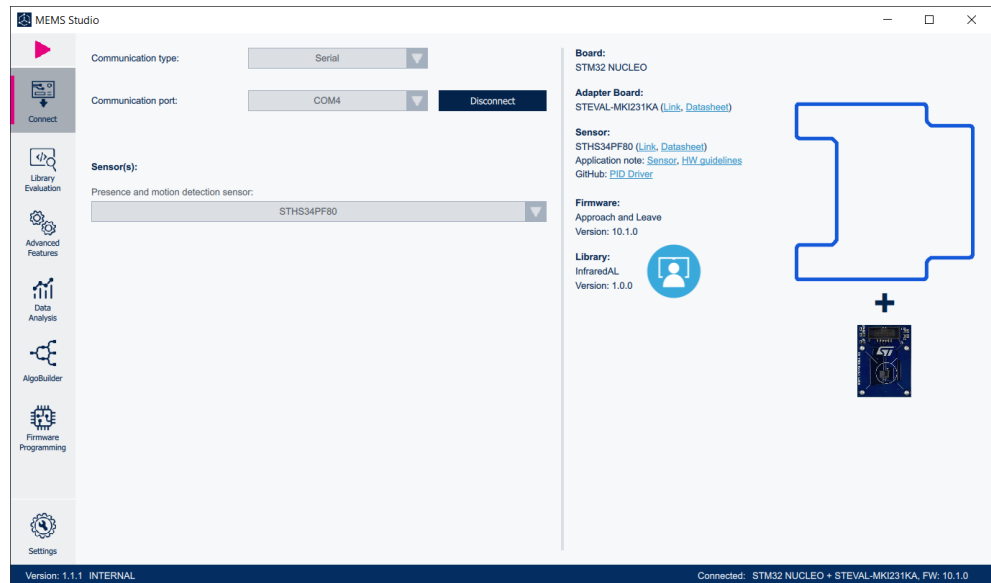 MEMS Studio
Connect
Library
Evaluation
Advanced
Features
Data
Analysis
AlgoBuilder
Firmware
Programming
Settings
Communication type:
Serial
Communication port:
COM4
Disconnect
Sensor(s):
Presence and motion detection sensor:
STHS34PF80
Board:
STM32 NUCLEO
Adapter Board:
STEVAL-MKI231KA (Link, Datasheet)
Sensor:
STHS34PF80 (Link, Datasheet)
Application note: Sensor, HW guidelines
GitHub: PID Driver
Firmware:
Approach and Leave
Version: 10.1.0
Library:
InfraredAL
Version: 1.0.0
ST
Version: 1.1.1 INTERNAL
Connected: STM32 NUCLEO + STEVAL-MKI231KA, FW: 10.1.0